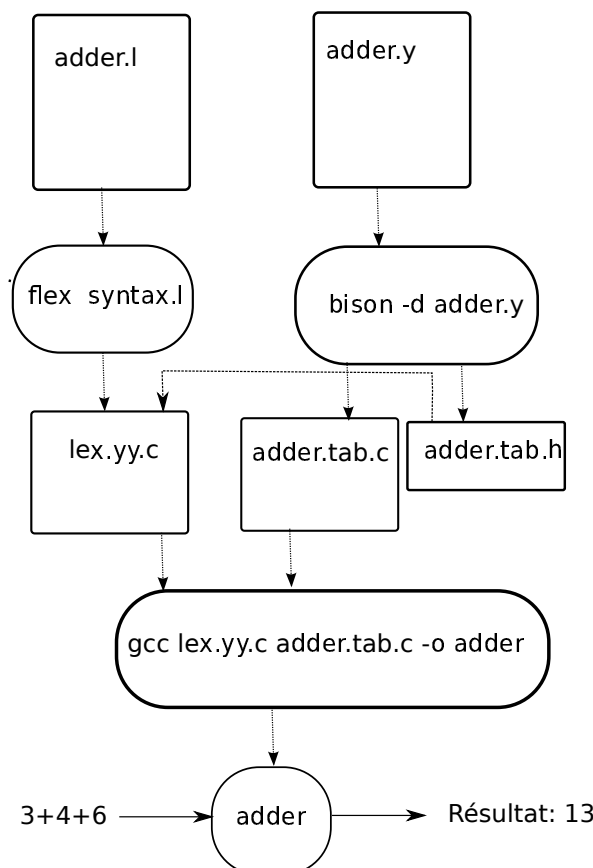 adder.l
adder.y
flex syntax.l
bison -d adder.y
lex.yy.c
adder.tab.c
adder.tab.h
gcc lex.yy.c adder.tab.c -o adder
3+4+6
adder
Résultat: 13